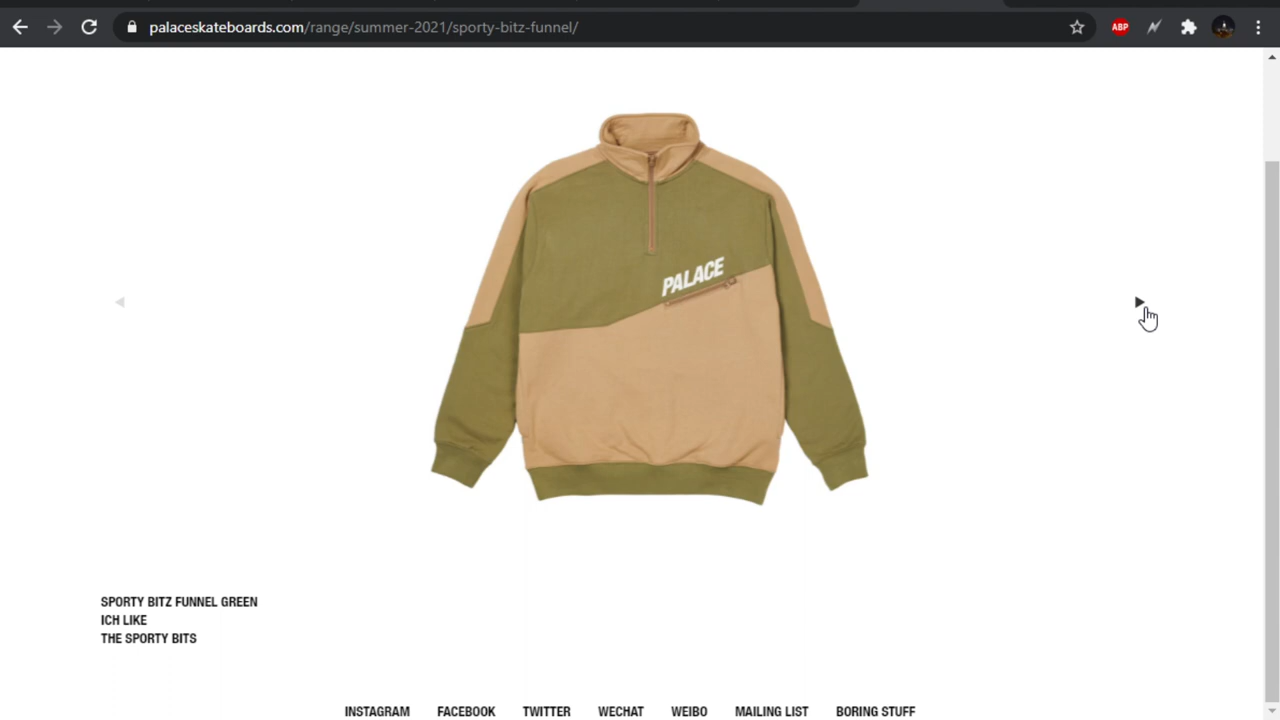 palaceskateboards.com/range/summer-2021/sporty-bitz-funnel/
ABP
PALACE
SPORTY BITZ FUNNEL GREEN
ICH LIKE
THE SPORTY BITS
INSTAGRAM FACEBOOK TWITTER WECHAT WEIBO MAILING LIST BORING STUFF